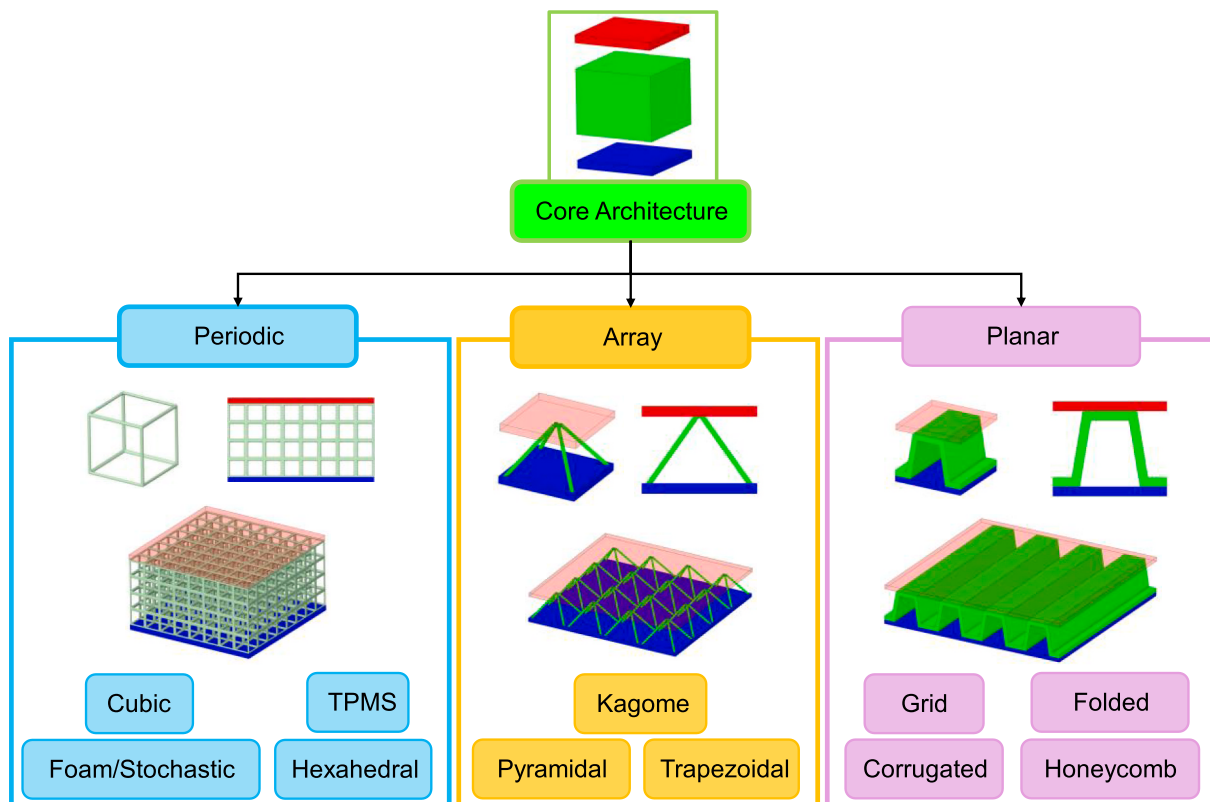 Core Architecture
Periodic
Array
Planar
Cubic
TPMS
Foam/Stochastic
Hexahedral
Kagome
Pyramidal
Trapezoidal
Grid
Folded
Corrugated
Honeycomb